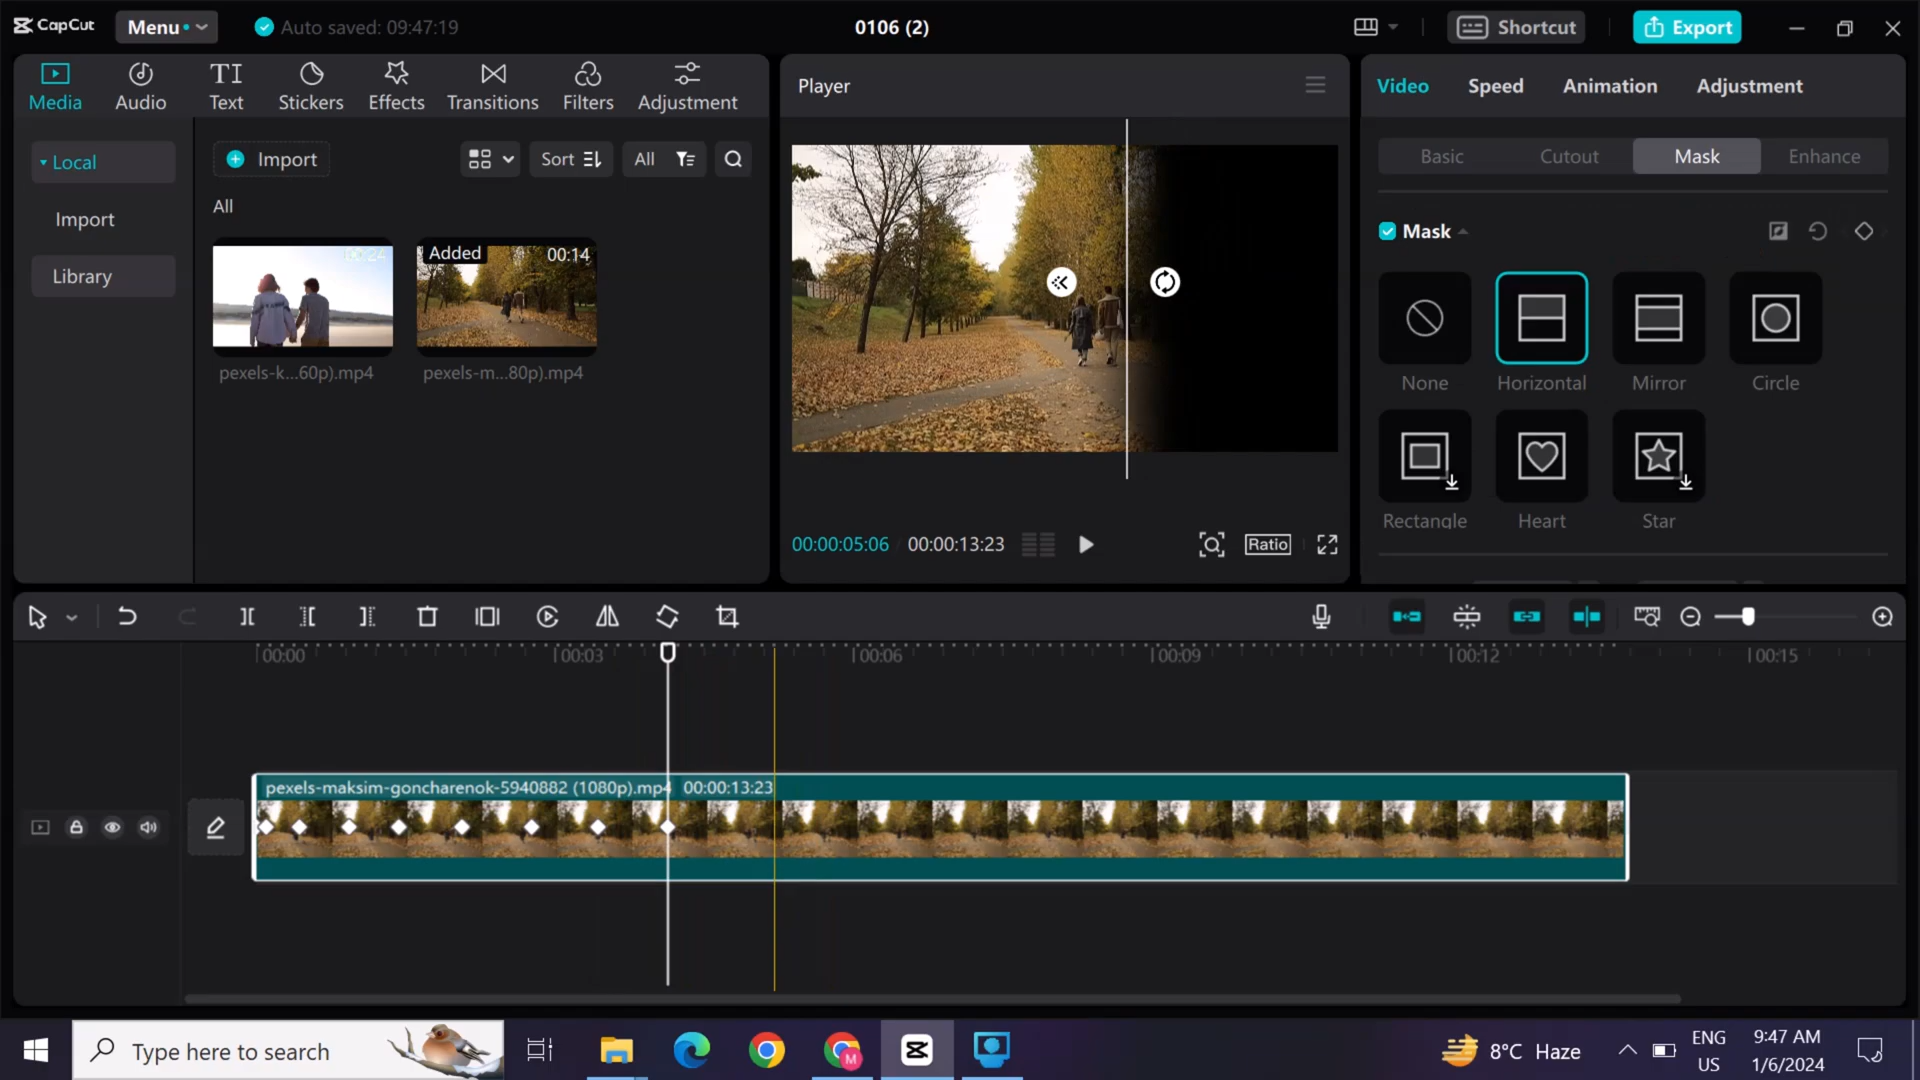 CapCut
Menu
Auto saved: 09:47:19
0106 (2)
Shortcut
Export
Media
Audio
TI
Text
Stickers
Effects
Transitions
Filters
Adjustment
Player
Video
Speed
Animation
Adjustment
Local
Import
Library
Import
Sort
All
All
00:24
pexels-k...60p).mp4
Added
00:14
pexels-m...80p).mp4
Basic
Cutout
Mask
Enhance
Mask
None
Horizontal
Mirror
Circle
Rectangle
Heart
Star
00:00:05:06
00:00:13:23
Ratio
00:00
00:03
00:06
00:09
00:12
00:15
pexels-maksim-goncharenok-5940882 (1080p).mp4 00:00:13:23
Type here to search
M
8°C Haze
ENG
US
9:47 AM
1/6/2024